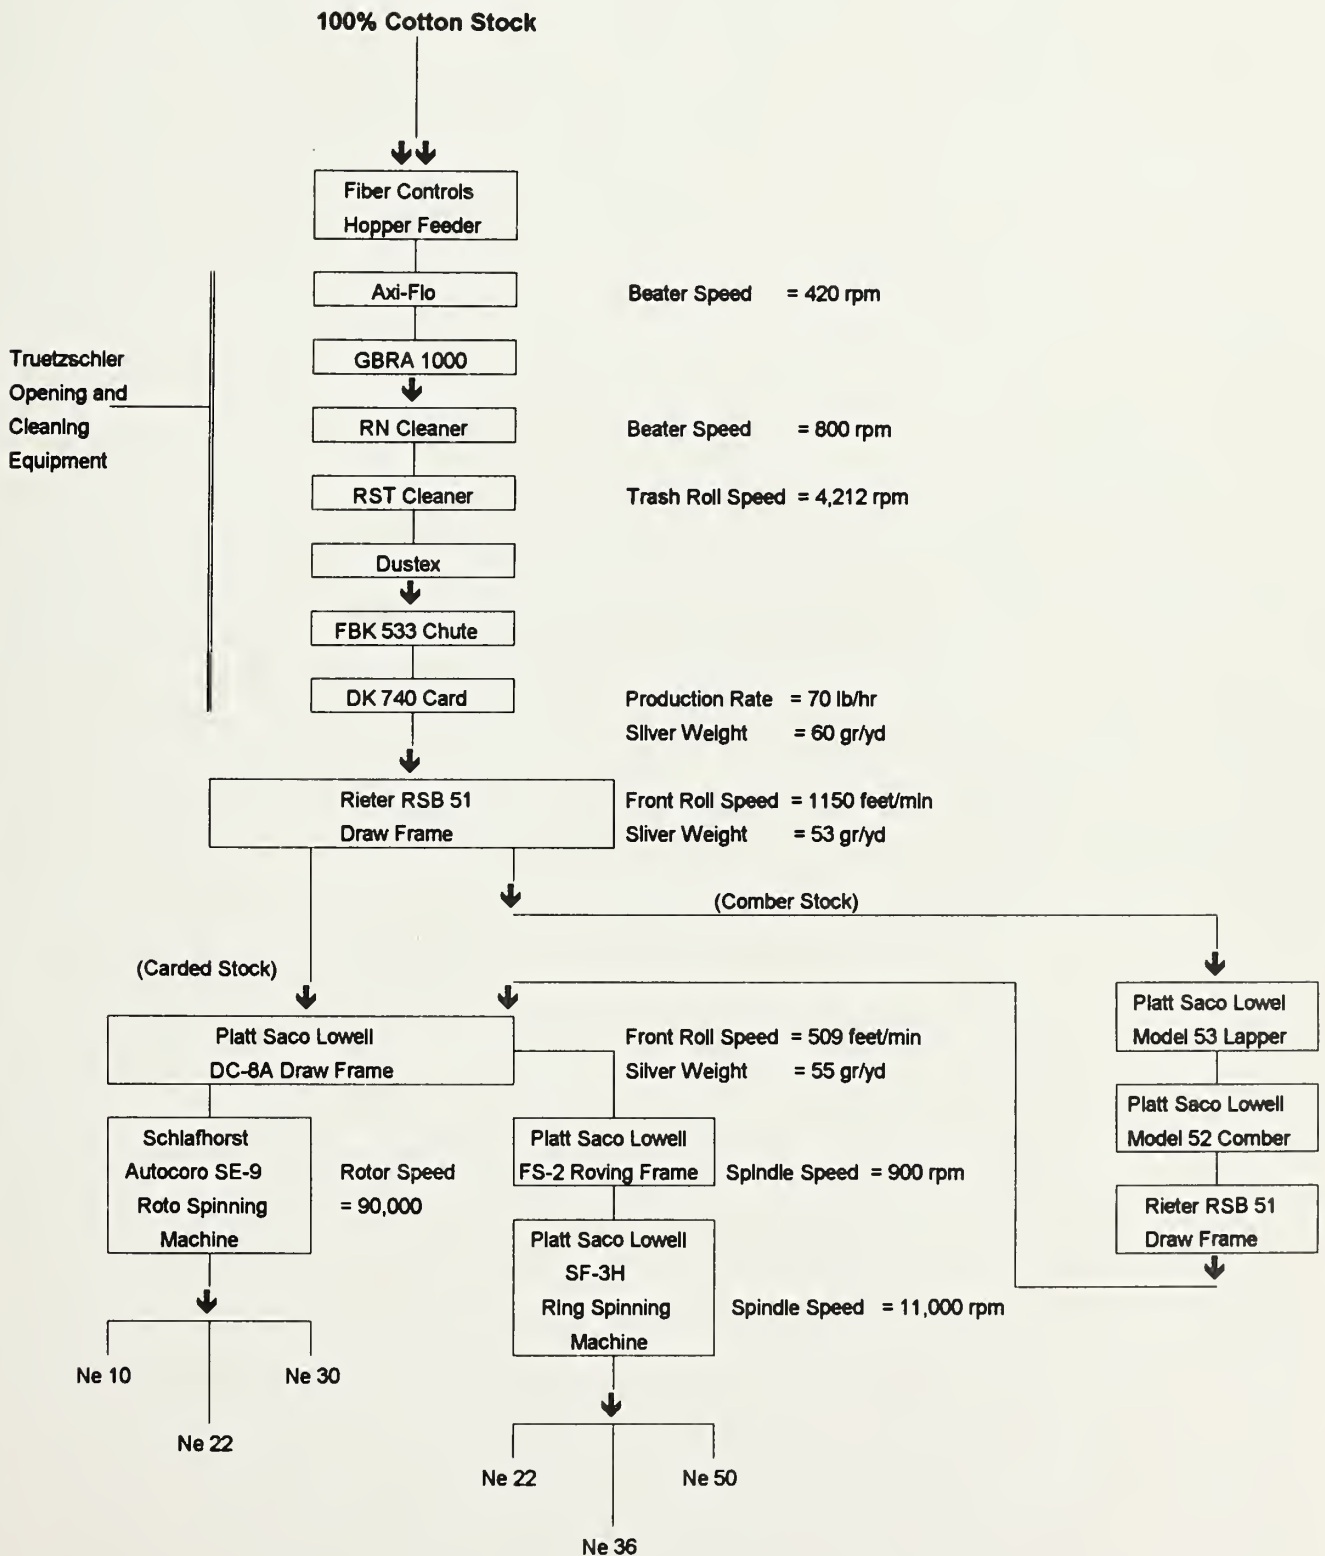 100% Cotton Stock
Fiber Controls
Hopper Feeder
Axi-Flo
Beater Speed = 420 rpm
GBRA 1000
Truetzschler
Opening and
Cleaning
Equipment
RN Cleaner
Beater Speed = 800 rpm
RST Cleaner
Trash Roll Speed = 4,212 rpm
Dustex
FBK 533 Chute
DK 740 Card
Production Rate = 70 lb/hr
Sliver Weight = 60 gr/yd
Rieter RSB 51
Draw Frame
Front Roll Speed = 1150 feet/min
Sliver Weight = 53 gr/yd
(Comber Stock)
(Carded Stock)
Platt Saco Lowell
DC-8A Draw Frame
Front Roll Speed = 509 feet/min
Sliver Weight = 55 gr/yd
Platt Saco Lowel
Model 53 Lapper
Platt Saco Lowell
Model 52 Comber
Rieter RSB 51
Draw Frame
Schlafhorst
Autocoro SE-9
Roto Spinning
Machine
Rotor Speed
= 90,000
Platt Saco Lowell
FS-2 Roving Frame
Spindle Speed = 900 rpm
Platt Saco Lowell
SF-3H
Ring Spinning
Machine
Spindle Speed = 11,000 rpm
Ne 10
Ne 30
Ne 22
Ne 22
Ne 50
Ne 36